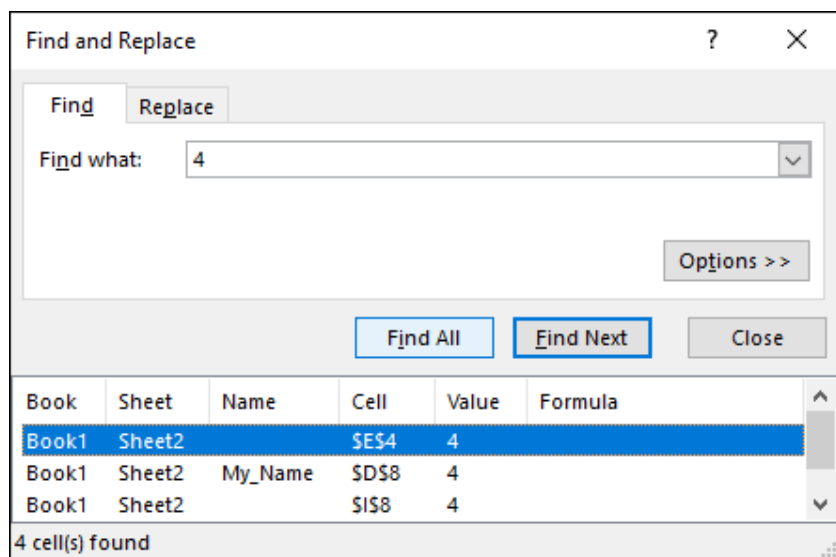 Find and Replace ?
Find Replace
Find what: 4
Options >>
Find All Find Next Close
Book Sheet Name Cell Value Formula
Book1 Sheet2 $E$4 4
Book1 Sheet2 My_Name $D$8 4
Book1 Sheet2 $I$8 4
4 cell(s) found